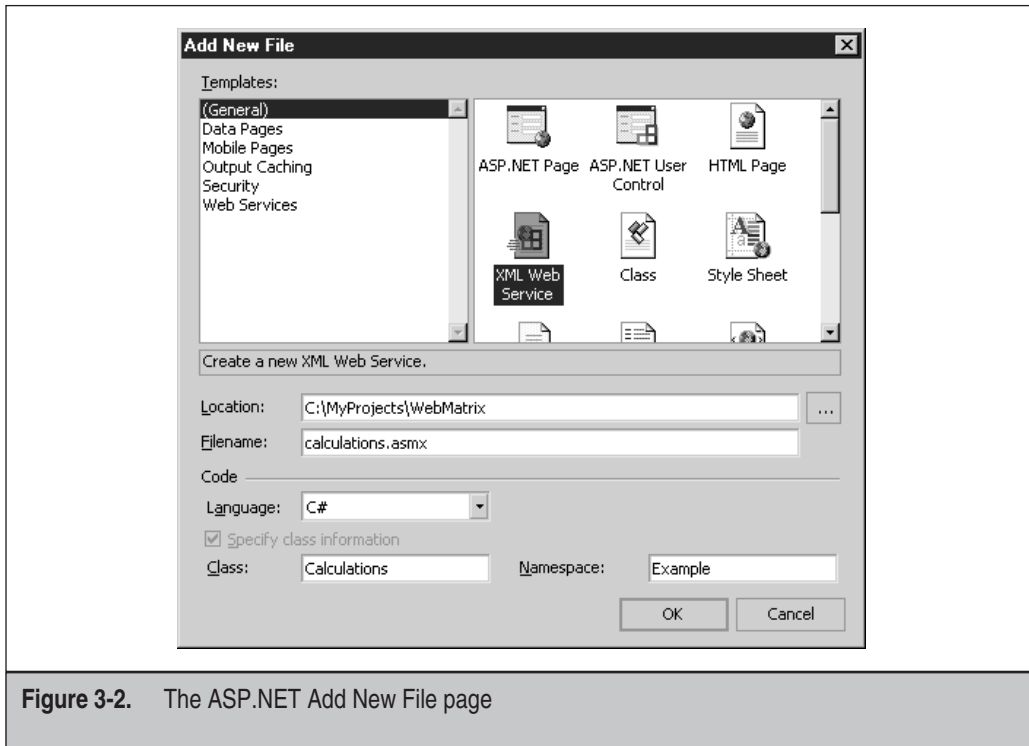 Add New File
Templates:
(General)
Data Pages
Mobile Pages
Output Caching
Security
Web Services
ASP.NET Page
ASP.NET User
Control
HTML Page
XML Web
Service
Class
Style Sheet
Create a new XML Web Service.
Location:
C:\MyProjects\WebMatrix
...
Filename:
calculations.asmx
Code
Language:
C#
Specify class information
Class:
Calculations
Namespace:
Example
OK
Cancel
Figure 3-2. The ASP.NET Add New File page